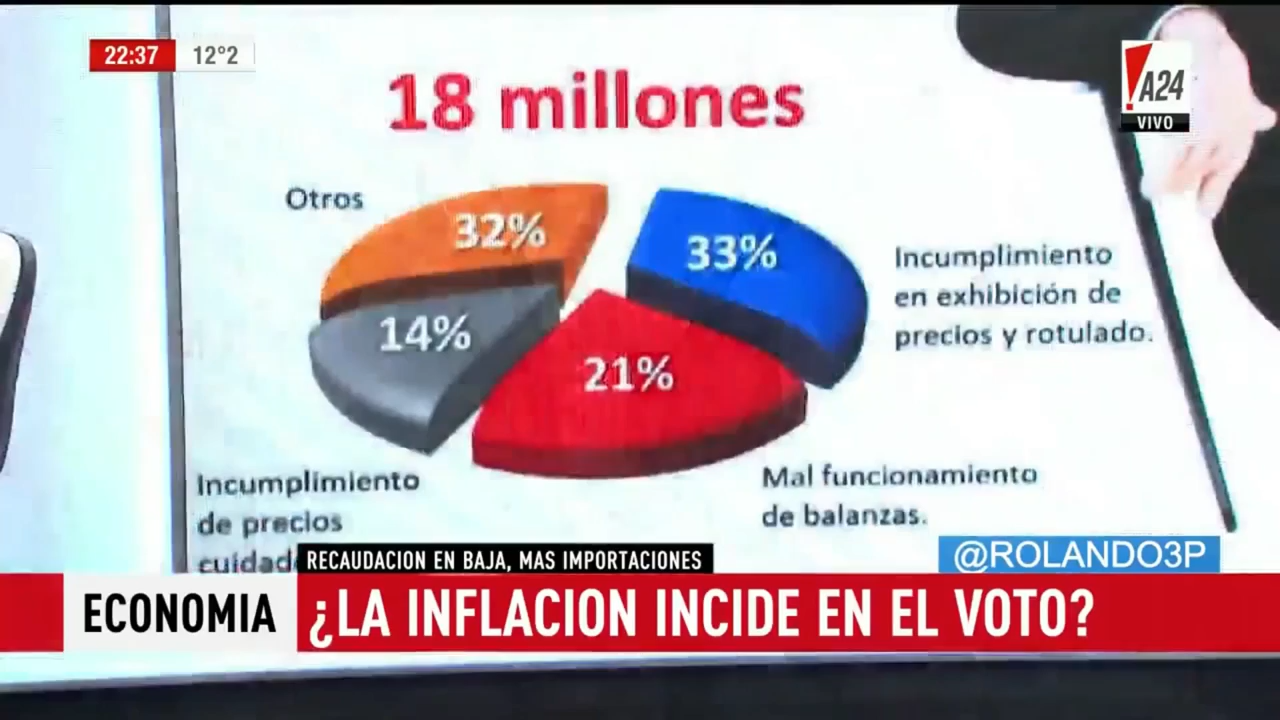 22:37
12°2
A24
VIVO
18 millones
Otros
32%
33%
Incumplimiento
en exhibición de
precios y rotulado.
14%
21%
Incumplimiento
de precios
cuidad
Mal funcionamiento
de balanzas.
RECAUDACION EN BAJA, MAS IMPORTACIONES
@ROLANDO3P
ECONOMIA
¿LA INFLACION INCIDE EN EL VOTO?